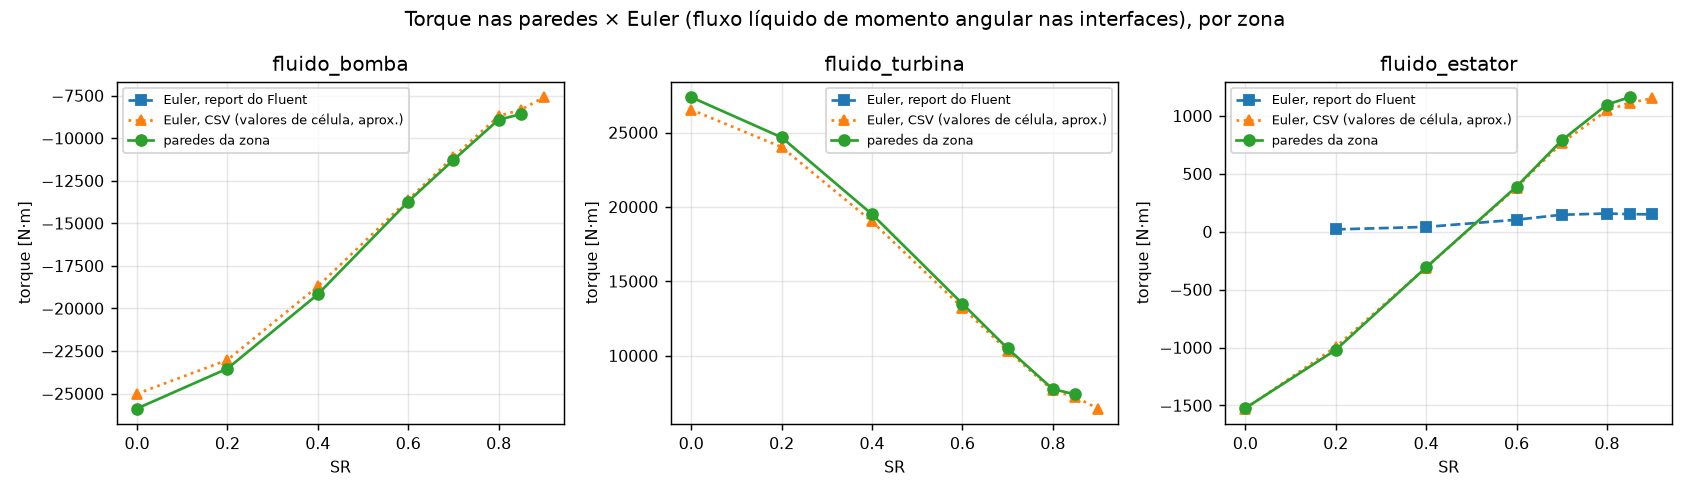 Torque nas paredes × Euler (fluxo líquido de momento angular nas interfaces), por zona
fluido_bomba
Euler, report do Fluent
Euler, CSV (valores de célula, aprox.)
paredes da zona
torque [N·m]
−7500
−10000
−12500
−15000
−17500
−20000
−22500
−25000
0.0 0.2 0.4 0.6 0.8
SR
fluido_turbina
Euler, report do Fluent
Euler, CSV (valores de célula, aprox.)
paredes da zona
torque [N·m]
25000
20000
15000
10000
0.0 0.2 0.4 0.6 0.8
SR
fluido_estator
Euler, report do Fluent
Euler, CSV (valores de célula, aprox.)
paredes da zona
torque [N·m]
1000
500
0
−500
−1000
−1500
0.0 0.2 0.4 0.6 0.8
SR